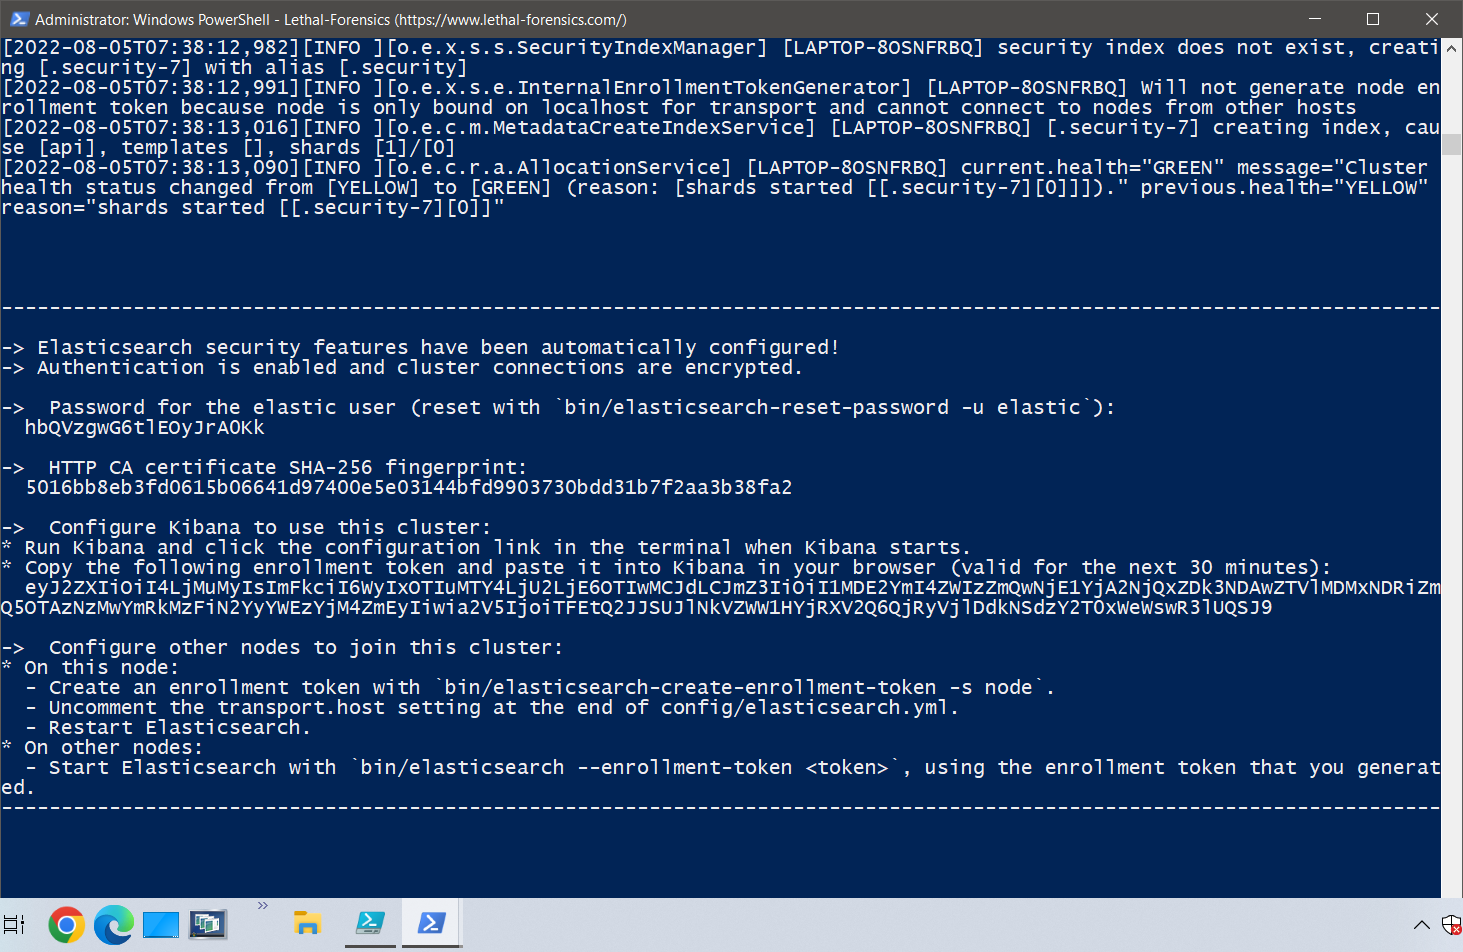 Administrator: Windows PowerShell - Lethal-Forensics (https://www.lethal-forensics.com/)
[2022-08-05T07:38:12,982][INFO ][o.e.x.s.s.SecurityIndexManager] [LAPTOP-8OSNFRBQ] security index does not exist, creati
ng [.security-7] with alias [.security]
[2022-08-05T07:38:12,991][INFO ][o.e.x.s.e.InternalEnrollmentTokenGenerator] [LAPTOP-8OSNFRBQ] Will not generate node en
rollment token because node is only bound on localhost for transport and cannot connect to nodes from other hosts
[2022-08-05T07:38:13,016][INFO ][o.e.c.m.MetadataCreateIndexService] [LAPTOP-8OSNFRBQ] [.security-7] creating index, cau
se [api], templates [], shards [1]/[0]
[2022-08-05T07:38:13,090][INFO ][o.e.c.r.a.AllocationService] [LAPTOP-8OSNFRBQ] current.health="GREEN" message="Cluster
health status changed from [YELLOW] to [GREEN] (reason: [shards started [[.security-7][0]]])." previous.health="YELLOW"
reason="shards started [[.security-7][0]]"
------------------------------------------------------------------------------------------------------------------------
-> Elasticsearch security features have been automatically configured!
-> Authentication is enabled and cluster connections are encrypted.
->  Password for the elastic user (reset with `bin/elasticsearch-reset-password -u elastic`):
hbQVzgwG6tlEOyJrAOKk
->  HTTP CA certificate SHA-256 fingerprint:
5016bb8eb3fd0615b06641d97400e5e03144bfd9903730bdd31b7f2aa3b38fa2
->  Configure Kibana to use this cluster:
* Run Kibana and click the configuration link in the terminal when Kibana starts.
* Copy the following enrollment token and paste it into Kibana in your browser (valid for the next 30 minutes):
eyJ2ZXIiOiI4LjMuMyIsImFkciI6WyIxOTIuMTY4LjU2LjE6OTIwMCJdLCJmZ3IiOiI1MDE2YmI4ZWIzZmQwNjE1YjA2NjQxZDk3NDAwZTVlMDMxNDRiZm
Q5OTAzNzMwYmRkMzFiN2YyYWEzYjM4ZmEyIiwia2V5IjoiTFEtQ2JJSUJlNkVZWW1HYjRXV2Q6QjRyVjlDdkNSdzY2T0xWeWswR3lUQSJ9
->  Configure other nodes to join this cluster:
* On this node:
- Create an enrollment token with `bin/elasticsearch-create-enrollment-token -s node`.
- Uncomment the transport.host setting at the end of config/elasticsearch.yml.
- Restart Elasticsearch.
* On other nodes:
- Start Elasticsearch with `bin/elasticsearch --enrollment-token <token>`, using the enrollment token that you generat
ed.
------------------------------------------------------------------------------------------------------------------------